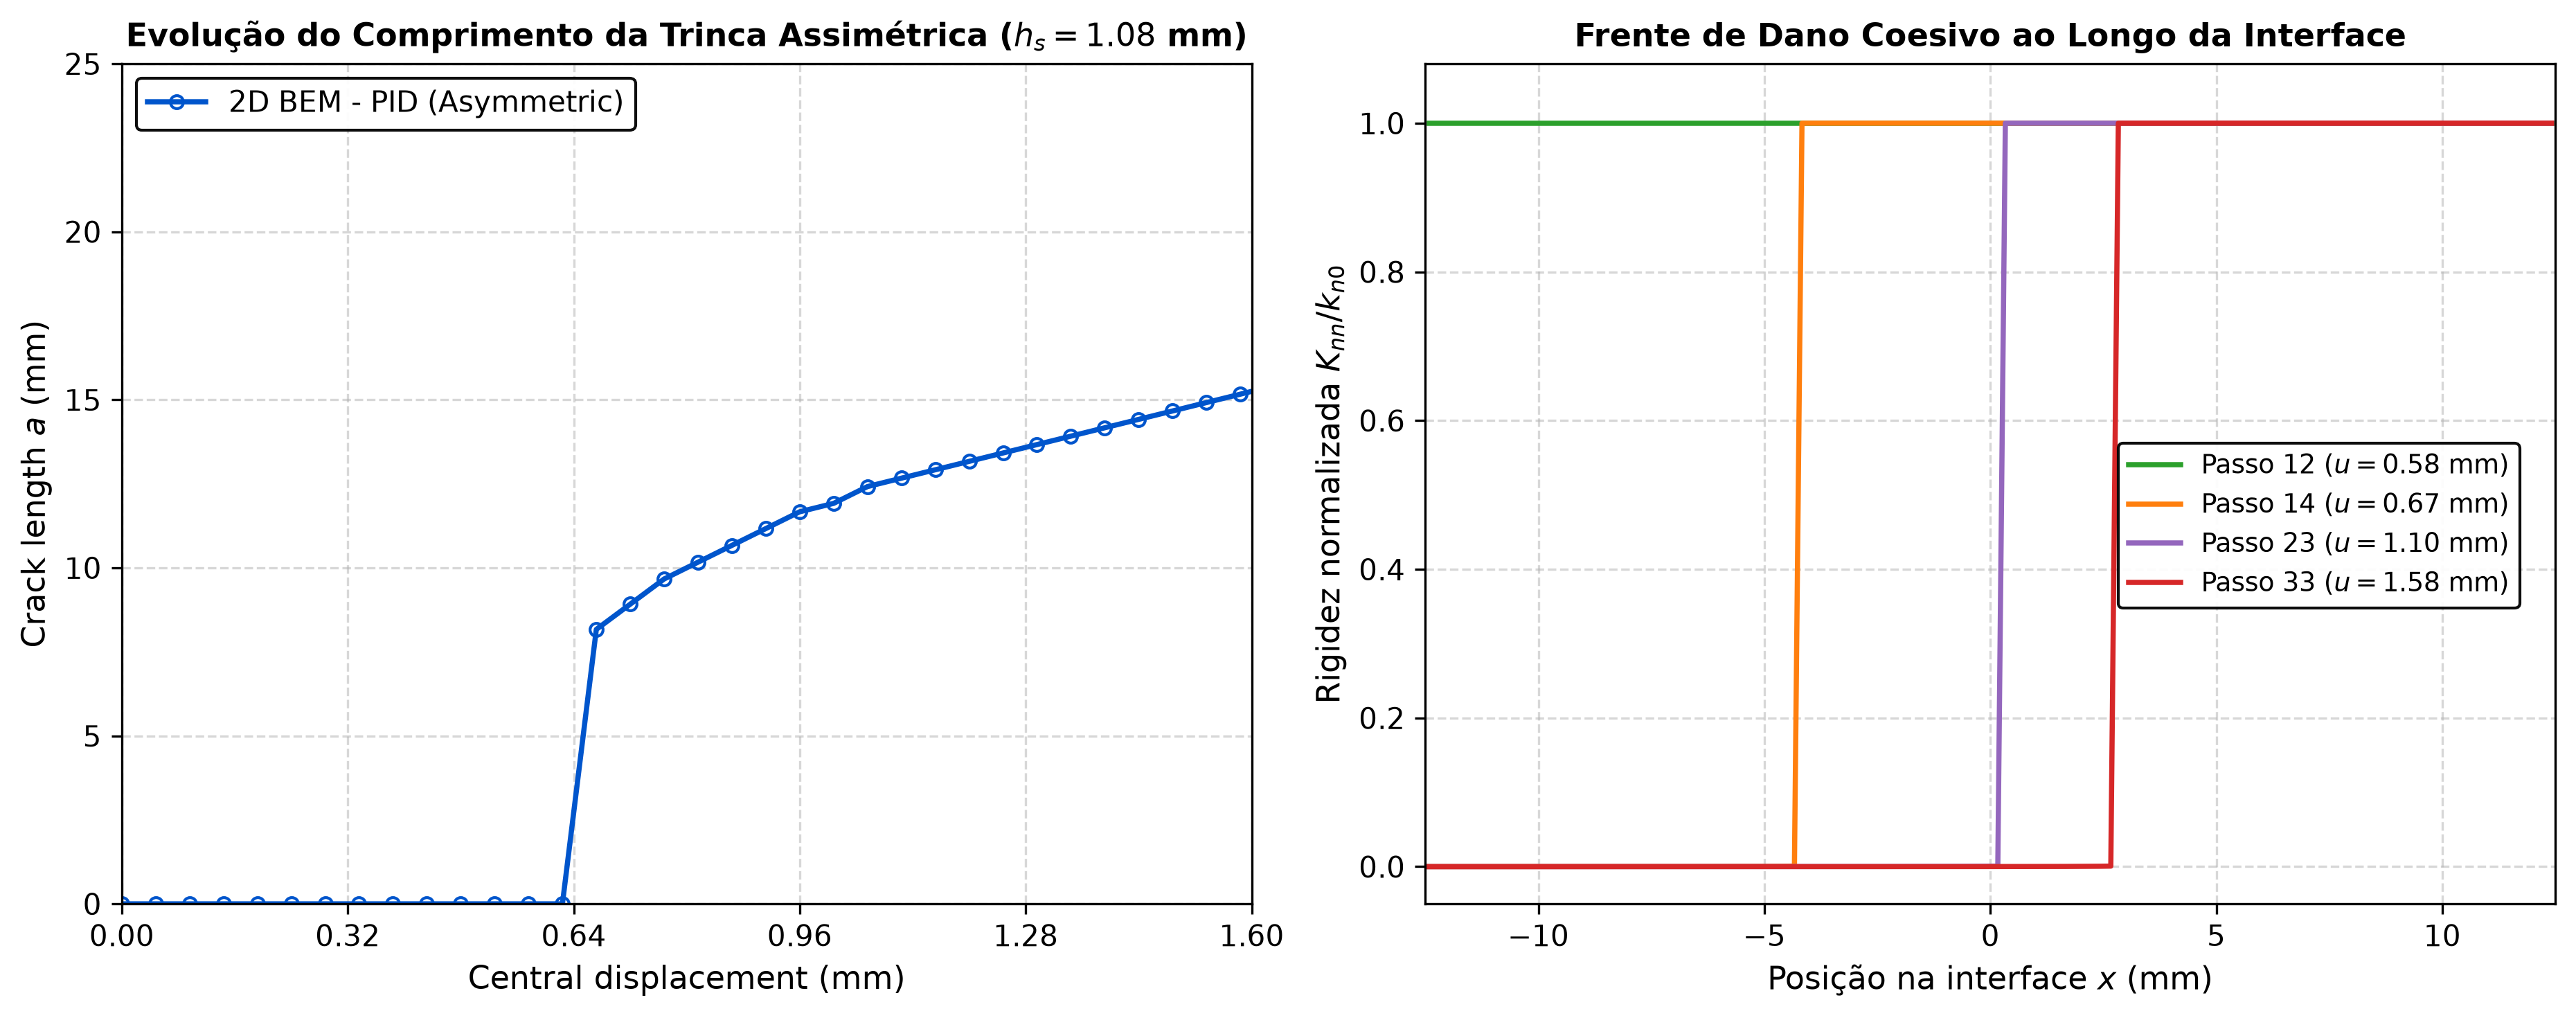 Evolução do Comprimento da Trinca Assimétrica (hₛ = 1.08 mm)
25
20
15
10
5
0
Crack length a (mm)
2D BEM - PID (Asymmetric)
0.00 0.32 0.64 0.96 1.28 1.60
Central displacement (mm)
Frente de Dano Coesivo ao Longo da Interface
1.0
0.8
0.6
0.4
0.2
0.0
Rigidez normalizada Kₙₙ/kₙ₀
Passo 12 (u = 0.58 mm)
Passo 14 (u = 0.67 mm)
Passo 23 (u = 1.10 mm)
Passo 33 (u = 1.58 mm)
−10 −5 0 5 10
Posição na interface x (mm)